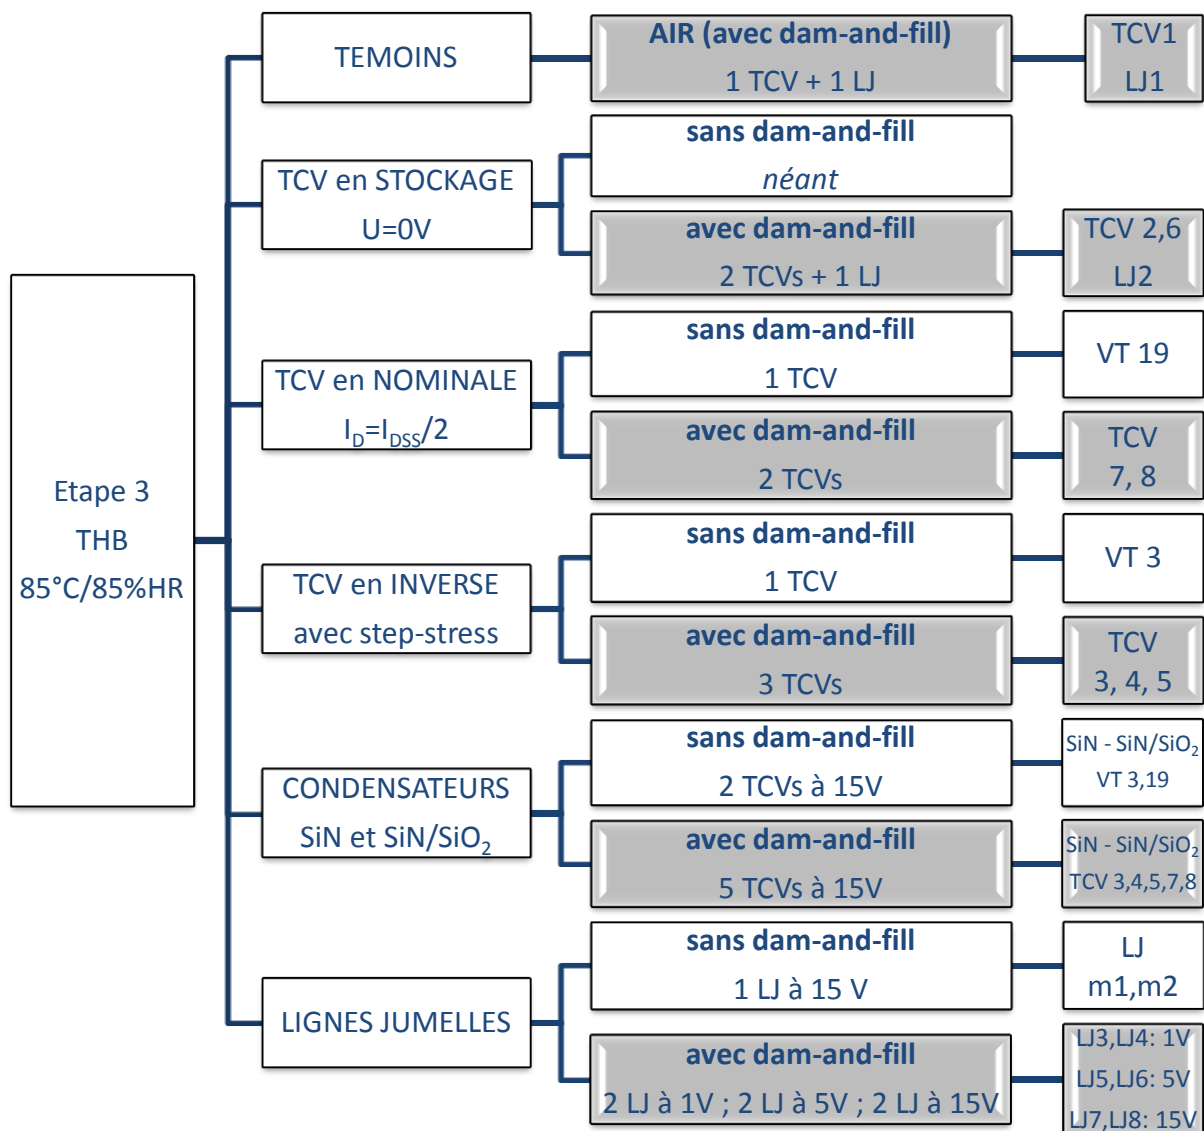 Etape 3
THB
85°C/85%HR
TEMOINS
AIR (avec dam-and-fill)
1 TCV + 1 LJ
TCV1
LJ1
TCV en STOCKAGE
U=0V
sans dam-and-fill
néant
avec dam-and-fill
2 TCVs + 1 LJ
TCV 2,6
LJ2
TCV en NOMINALE
I_D=I_DSS/2
sans dam-and-fill
1 TCV
VT 19
avec dam-and-fill
2 TCVs
TCV
7, 8
TCV en INVERSE
avec step-stress
sans dam-and-fill
1 TCV
VT 3
avec dam-and-fill
3 TCVs
TCV
3, 4, 5
CONDENSATEURS
SiN et SiN/SiO₂
sans dam-and-fill
2 TCVs à 15V
SiN - SiN/SiO₂
VT 3,19
avec dam-and-fill
5 TCVs à 15V
SiN - SiN/SiO₂
TCV 3,4,5,7,8
LIGNES JUMELLES
sans dam-and-fill
1 LJ à 15 V
LJ
m1,m2
avec dam-and-fill
2 LJ à 1V ; 2 LJ à 5V ; 2 LJ à 15V
LJ3,LJ4: 1V
LJ5,LJ6: 5V
LJ7,LJ8: 15V